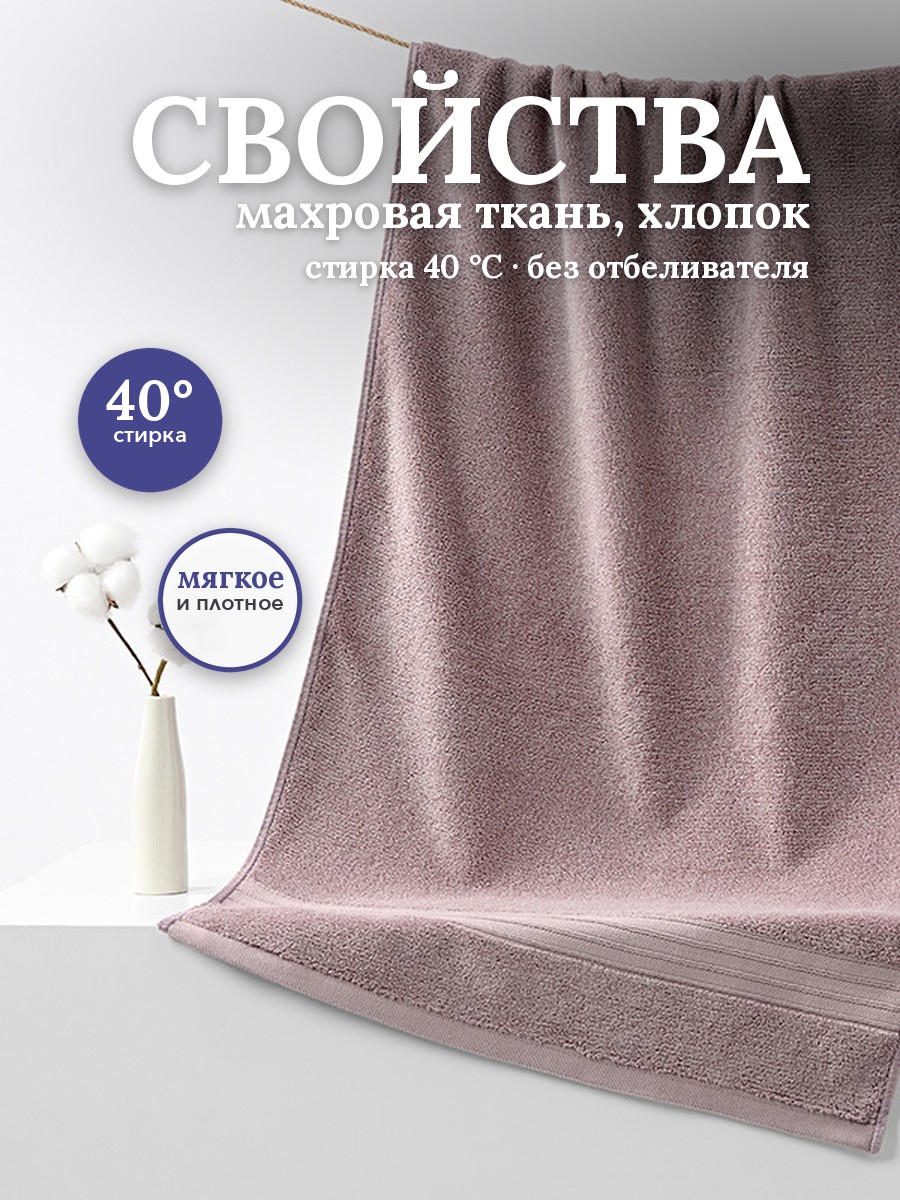 СВОЙСТВА
махровая ткань, хлопок
стирка 40 °C · без отбеливателя
40°
стирка
мягкое
и плотное